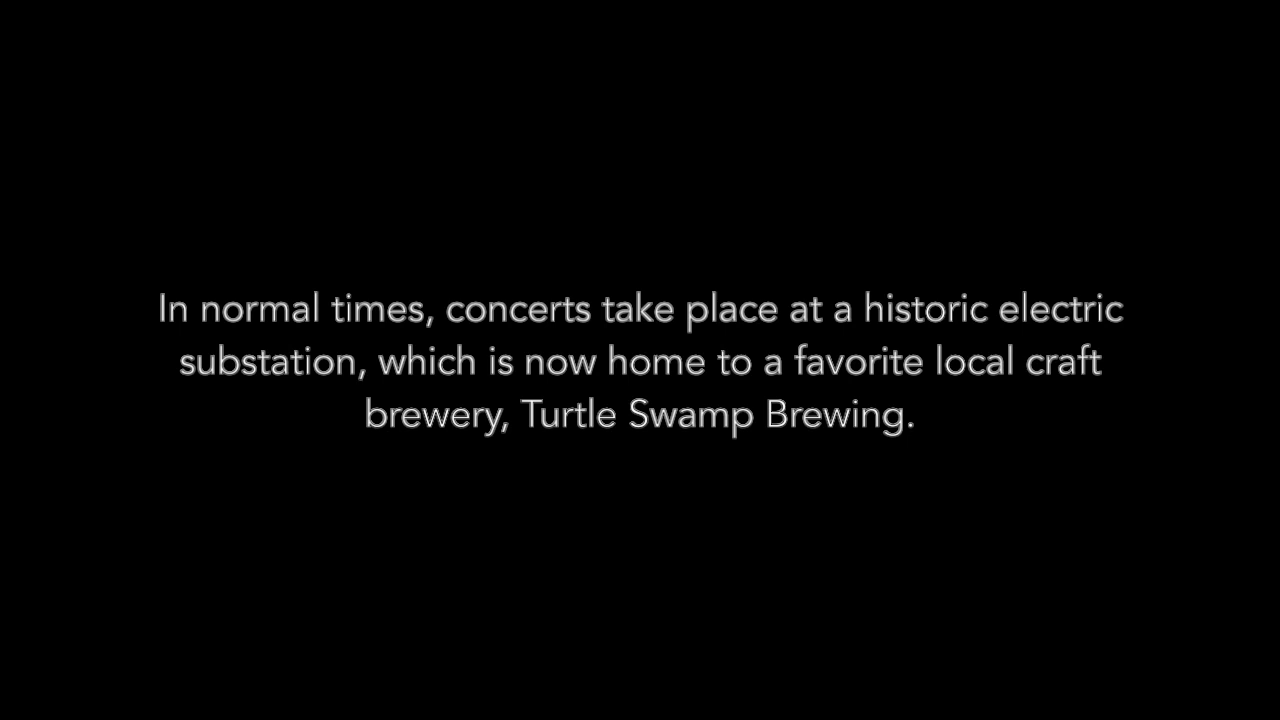 In normal times, concerts take place at a historic electric
substation, which is now home to a favorite local craft
brewery, Turtle Swamp Brewing.